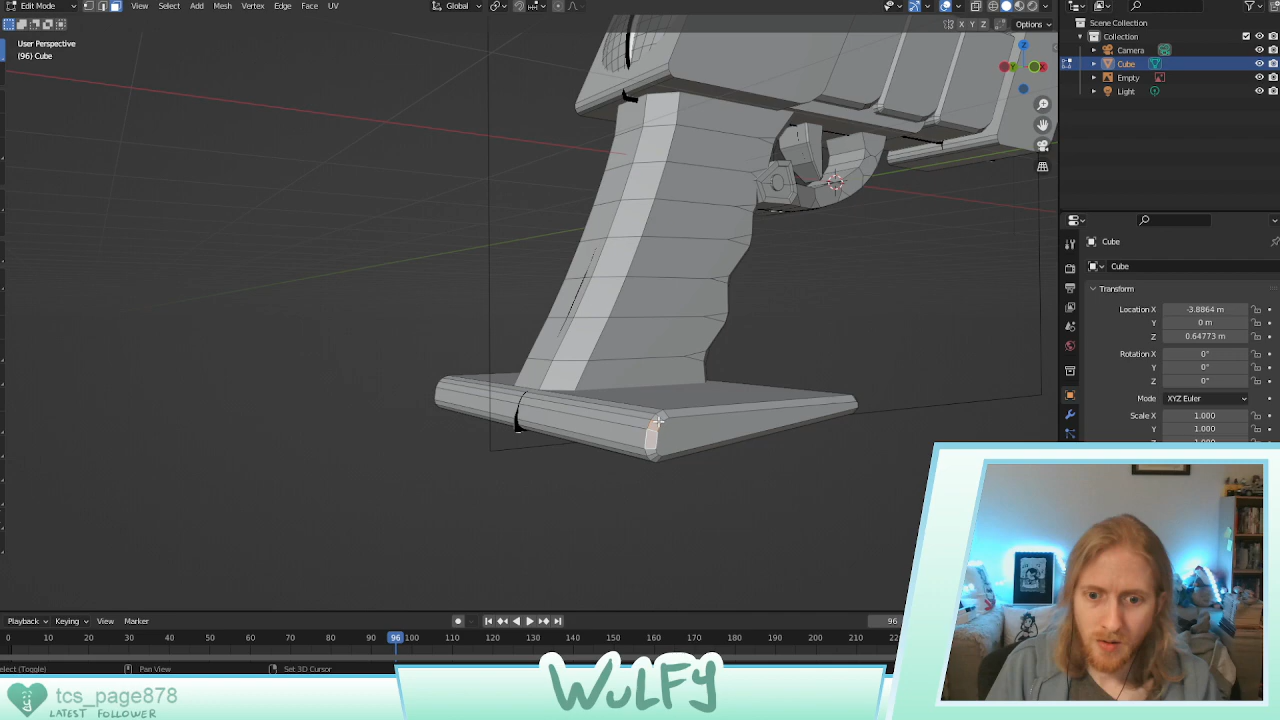 Edit Mode View Select Add Mesh Vertex Edge Face UV Global
X Y Z Options
User Perspective
(96) Cube
Scene Collection
Collection
Camera
Cube
Empty
Light
Cube
Cube
Transform
Location X -3.8864 m
Y 0 m
Z 0.64773 m
Rotation X 0°
Y 0°
Z 0°
Mode XYZ Euler
Scale X 1.000
Y 1.000
Playback Keying View Marker 96
0 10 20 30 40 50 60 70 80 90 96 100 110 120 130 140 150 160 170 180 190 200 210
elect (Toggle) Pan View Set 3D Cursor
WULFY
tcs_page878
LATEST FOLLOWER